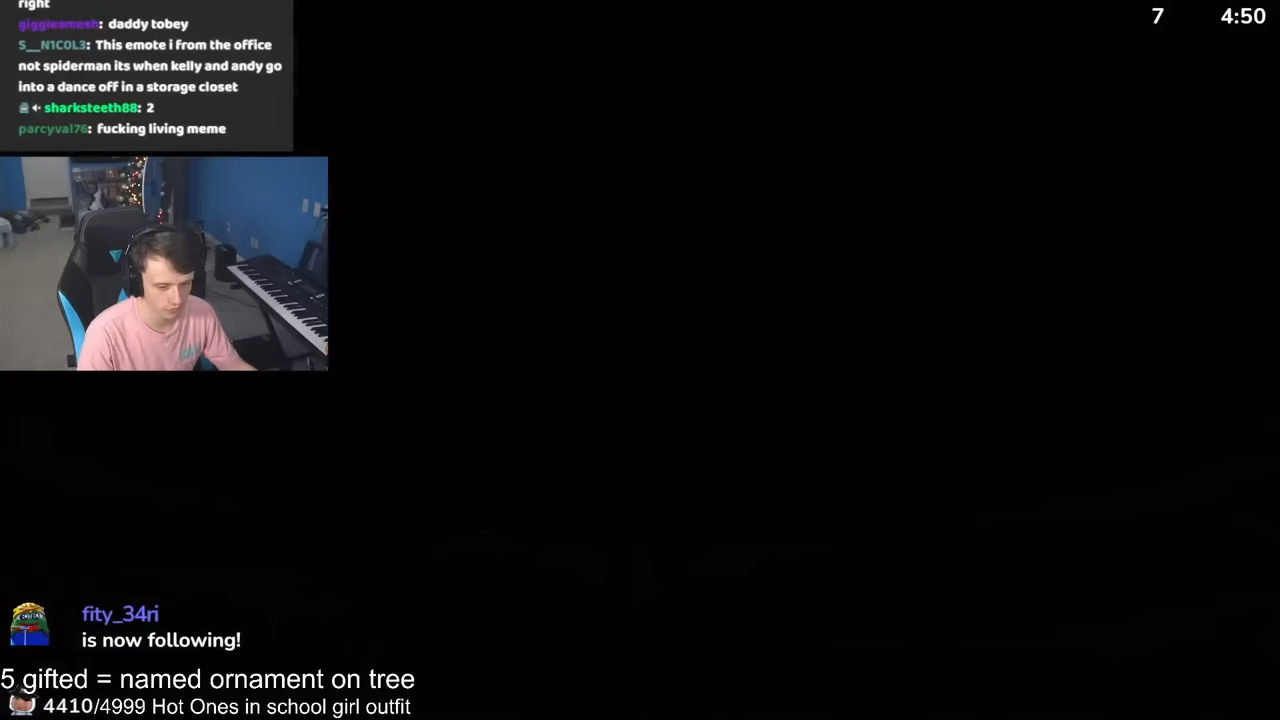 right
gigglesmesh: daddy tobey
S__N1C0L3: This emote i from the office
not spiderman its when kelly and andy go
into a dance off in a storage closet
sharksteeth88: 2
parcyval76: fucking living meme
7 4:50
fity_34ri
is now following!
5 gifted = named ornament on tree
4410/4999 Hot Ones in school girl outfit